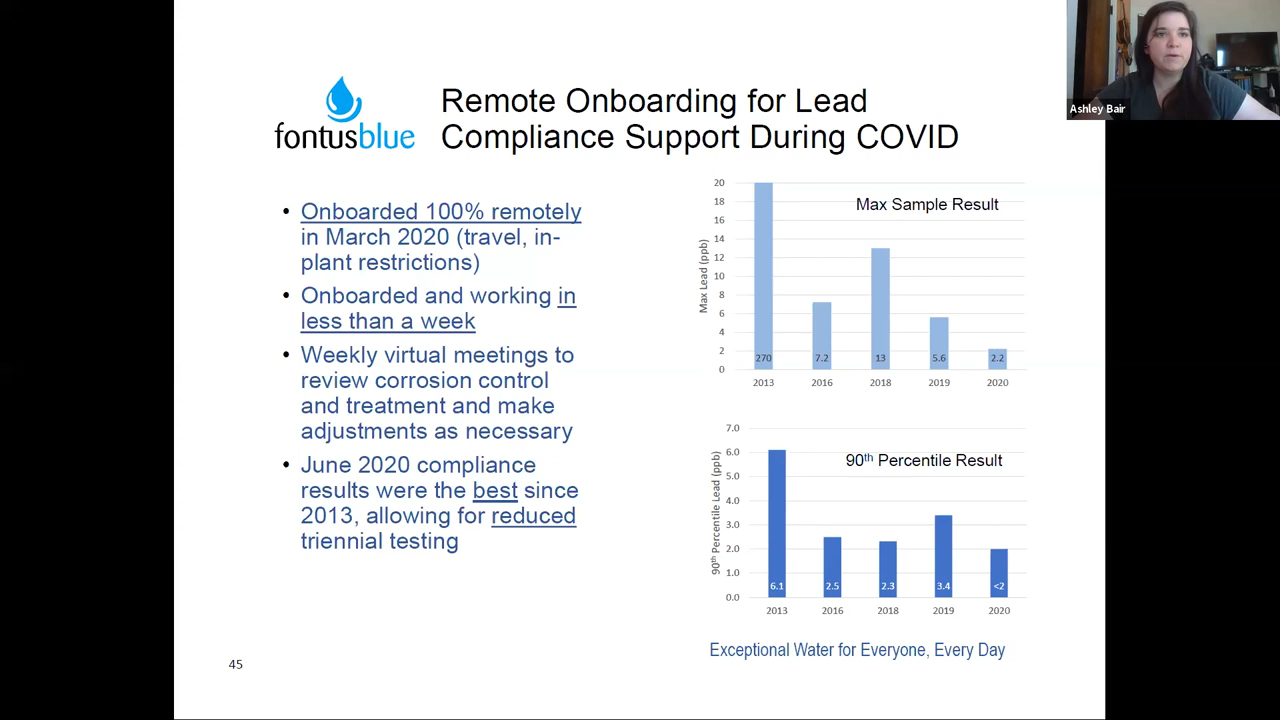 Ashley Bair
fontusblue
Remote Onboarding for Lead
Compliance Support During COVID
• Onboarded 100% remotely
in March 2020 (travel, in-
plant restrictions)
• Onboarded and working in
less than a week
• Weekly virtual meetings to
review corrosion control
and treatment and make
adjustments as necessary
• June 2020 compliance
results were the best since
2013, allowing for reduced
triennial testing
Max Sample Result
Max Lead (ppb)
20
18
16
14
12
10
8
6
4
2
0
270 7.2 13 5.6 2.2
2013 2016 2018 2019 2020
90th Percentile Result
90th Percentile Lead (ppb)
7.0
6.0
5.0
4.0
3.0
2.0
1.0
0.0
6.1 2.5 2.3 3.4 <2
2013 2016 2018 2019 2020
Exceptional Water for Everyone, Every Day
45